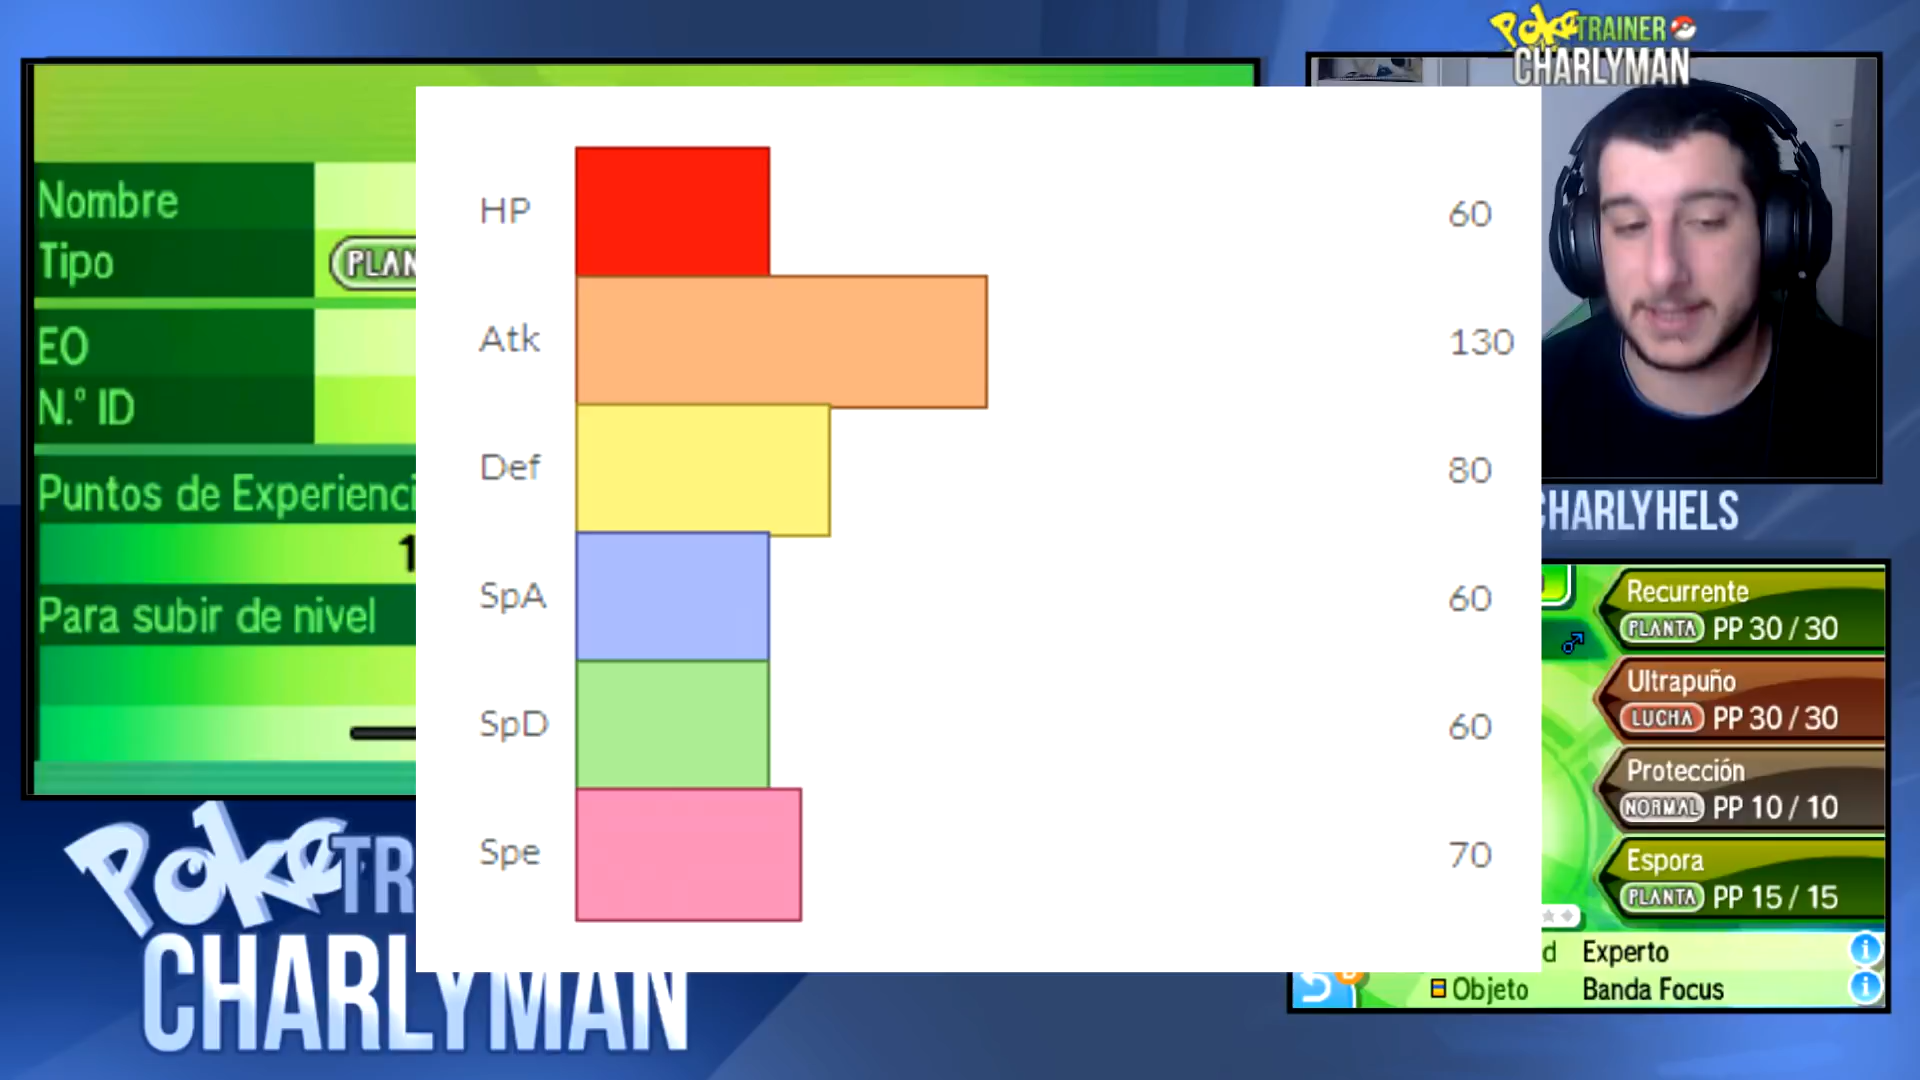 PokeTRAINER
CHARLYMAN
Nombre
Tipo
PLAN
EO
N.º ID
Puntos de Experienci
1
Para subir de nivel
HP 60
Atk 130
Def 80
SpA 60
SpD 60
Spe 70
CHARLYHELS
Recurrente
PLANTA PP 30 / 30
Ultrapuño
LUCHA PP 30 / 30
Protección
NORMAL PP 10 / 10
Espora
PLANTA PP 15 / 15
d Experto
Objeto Banda Focus
PokeTR
CHARLYMAN